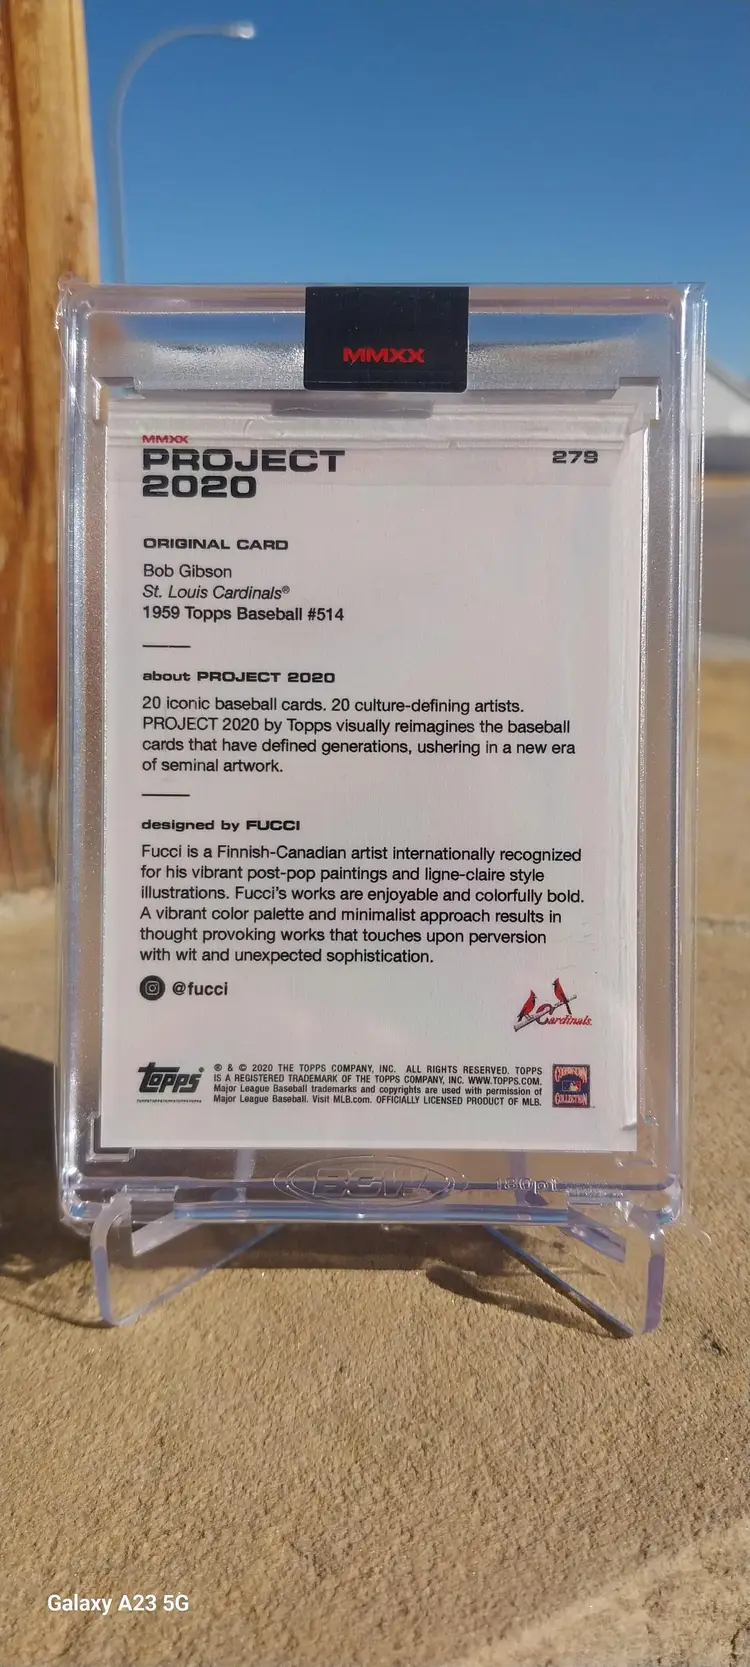 MMXX
MMXX
PROJECT
2020
279
ORIGINAL CARD
Bob Gibson
St. Louis Cardinals®
1959 Topps Baseball #514
about PROJECT 2020
20 iconic baseball cards. 20 culture-defining artists.
PROJECT 2020 by Topps visually reimagines the baseball
cards that have defined generations, ushering in a new era
of seminal artwork.
designed by FUCCI
Fucci is a Finnish-Canadian artist internationally recognized
for his vibrant post-pop paintings and ligne-claire style
illustrations. Fucci's works are enjoyable and colorfully bold.
A vibrant color palette and minimalist approach results in
thought provoking works that touches upon perversion
with wit and unexpected sophistication.
@fucci
Cardinals
topps®
® & © 2020 THE TOPPS COMPANY, INC. ALL RIGHTS RESERVED. TOPPS
IS A REGISTERED TRADEMARK OF THE TOPPS COMPANY, INC. WWW.TOPPS.COM.
Major League Baseball trademarks and copyrights are used with permission of
Major League Baseball. Visit MLB.com. OFFICIALLY LICENSED PRODUCT OF MLB.
COOPERSTOWN
COLLECTION
BCW
180pt
Galaxy A23 5G